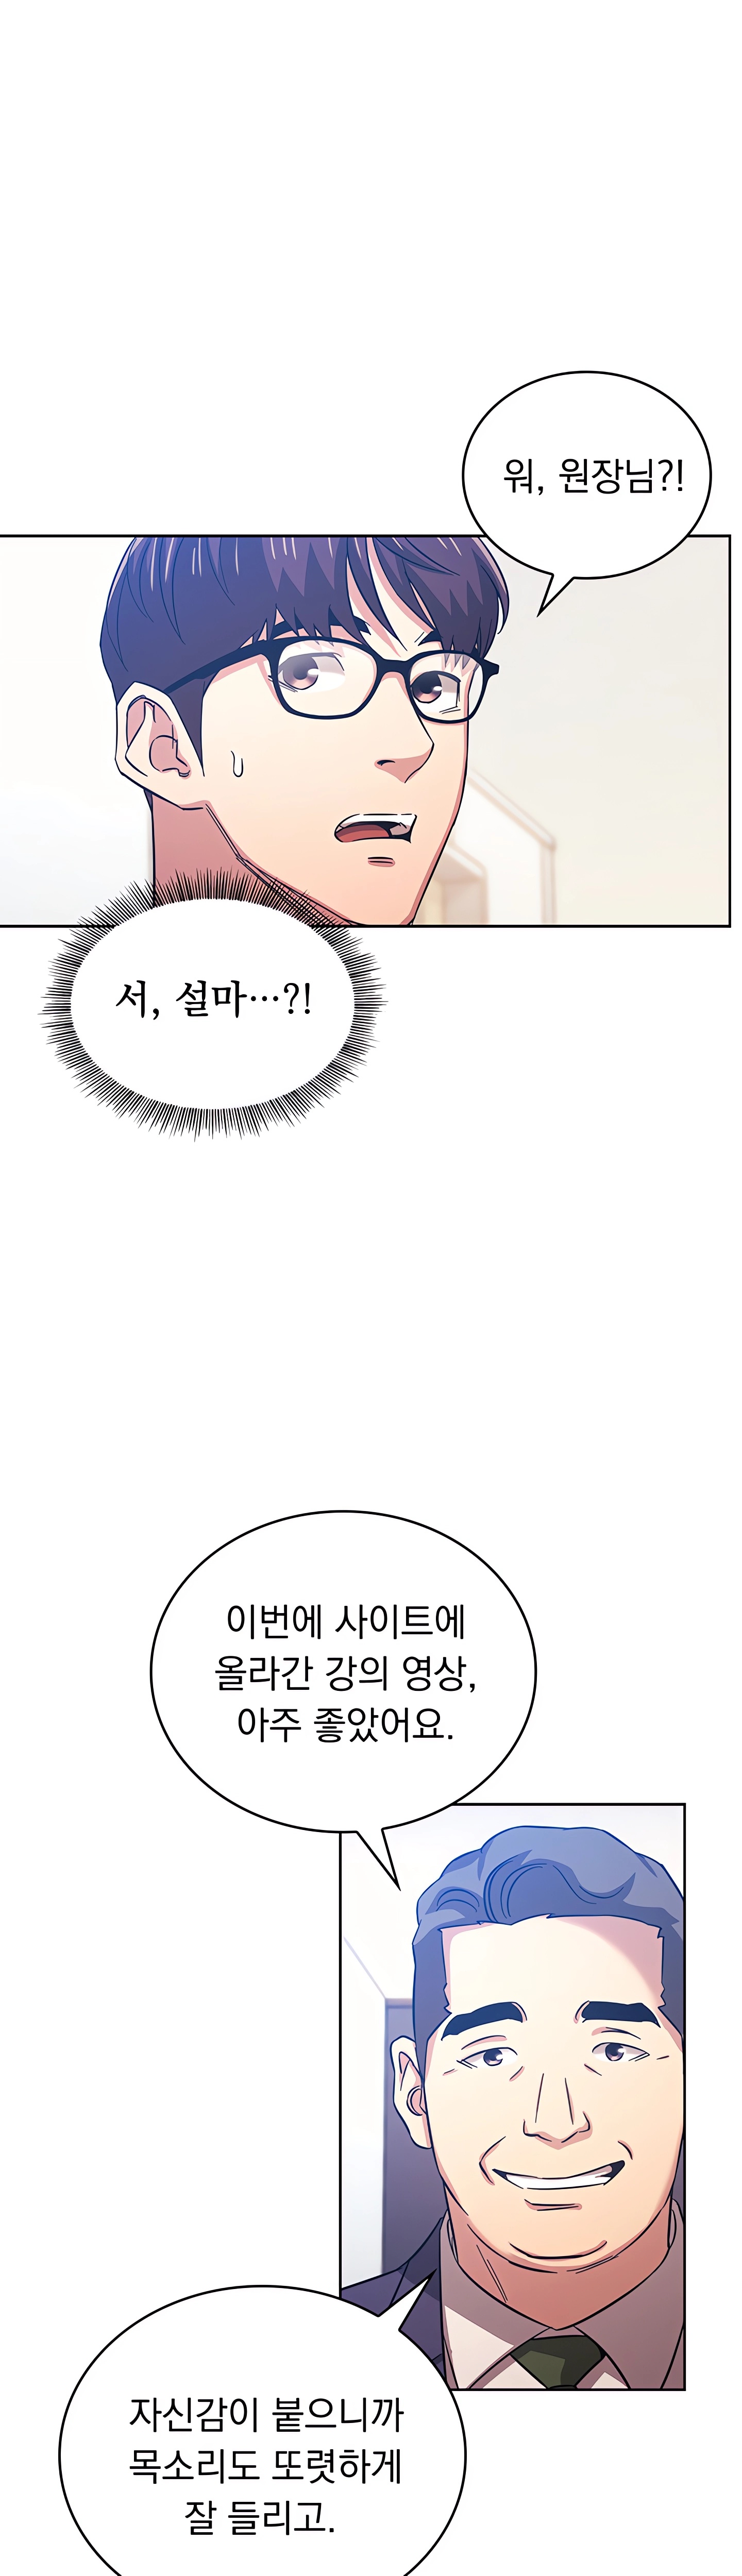 워, 원장님?!
서, 설마…?!
이번에 사이트에
올라간 강의 영상,
아주 좋았어요.
자신감이 붙으니까
목소리도 또렷하게
잘 들리고.